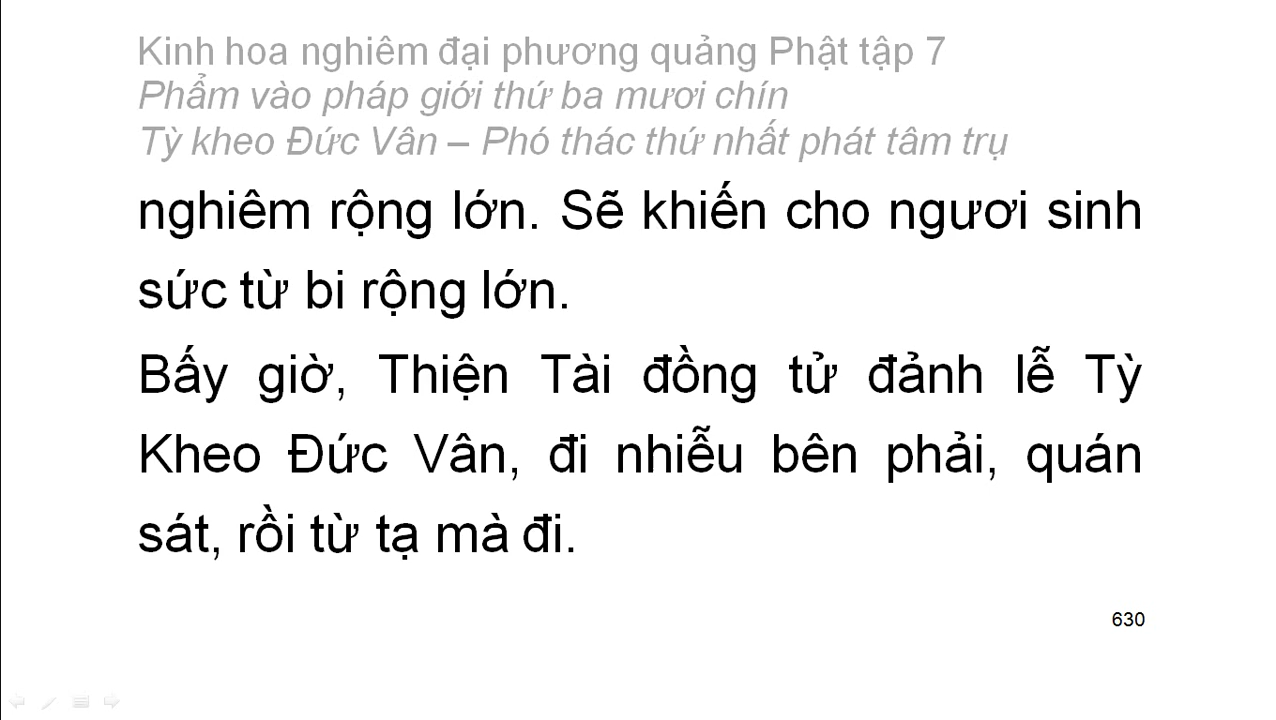 Kinh hoa nghiêm đại phương quảng Phật tập 7
Phẩm vào pháp giới thứ ba mươi chín
Tỳ kheo Đức Vân – Phó thác thứ nhất phát tâm trụ
nghiêm rộng lớn. Sẽ khiến cho ngươi sinh
sức từ bi rộng lớn.
Bấy giờ, Thiện Tài đồng tử đảnh lễ Tỳ
Kheo Đức Vân, đi nhiễu bên phải, quán
sát, rồi từ tạ mà đi.
630